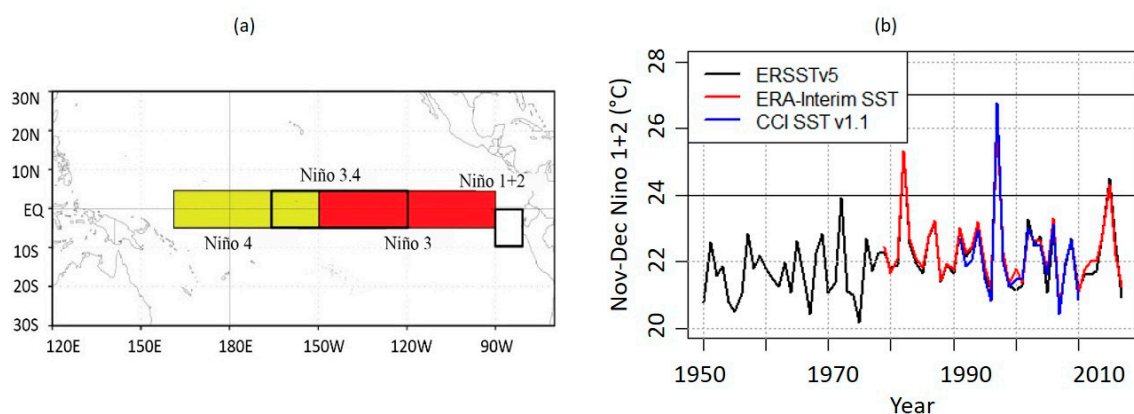 (a)
30N
20N
10N
EQ
10S
20S
30S
Niño 3.4
Niño 1+2
Niño 4
Niño 3
120E 150E 180E 150W 120W 90W
(b)
Nov-Dec Nino 1+2 (°C)
28
26
24
22
20
ERSSTv5
ERA-Interim SST
CCI SST v1.1
1950 1970 1990 2010
Year